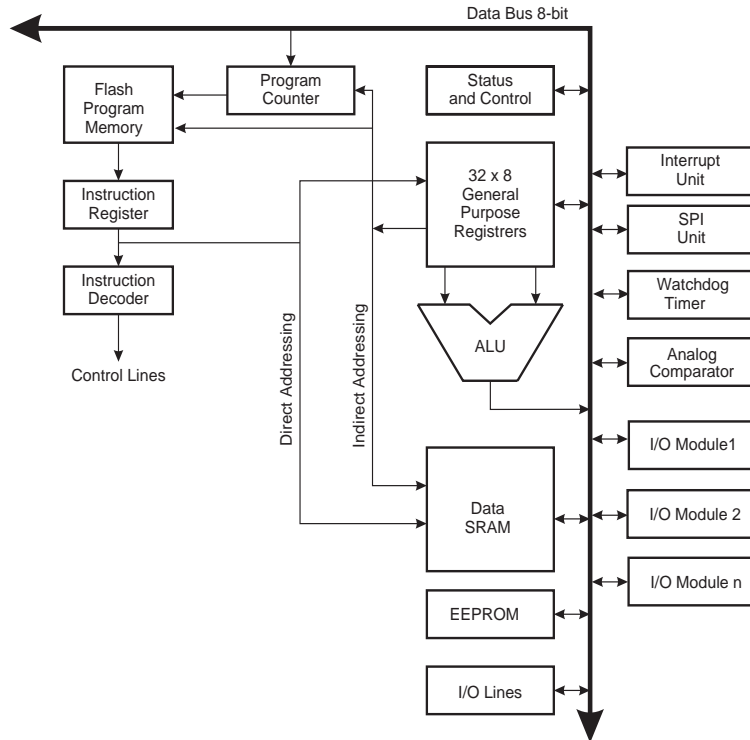 Data Bus 8-bit
Flash
Program
Memory
Program
Counter
Status
and Control
32 x 8
General
Purpose
Registrers
Interrupt
Unit
Instruction
Register
SPI
Unit
Instruction
Decoder
Watchdog
Timer
ALU
Analog
Comparator
Control Lines
Direct Addressing
Indirect Addressing
I/O Module1
Data
SRAM
I/O Module 2
I/O Module n
EEPROM
I/O Lines